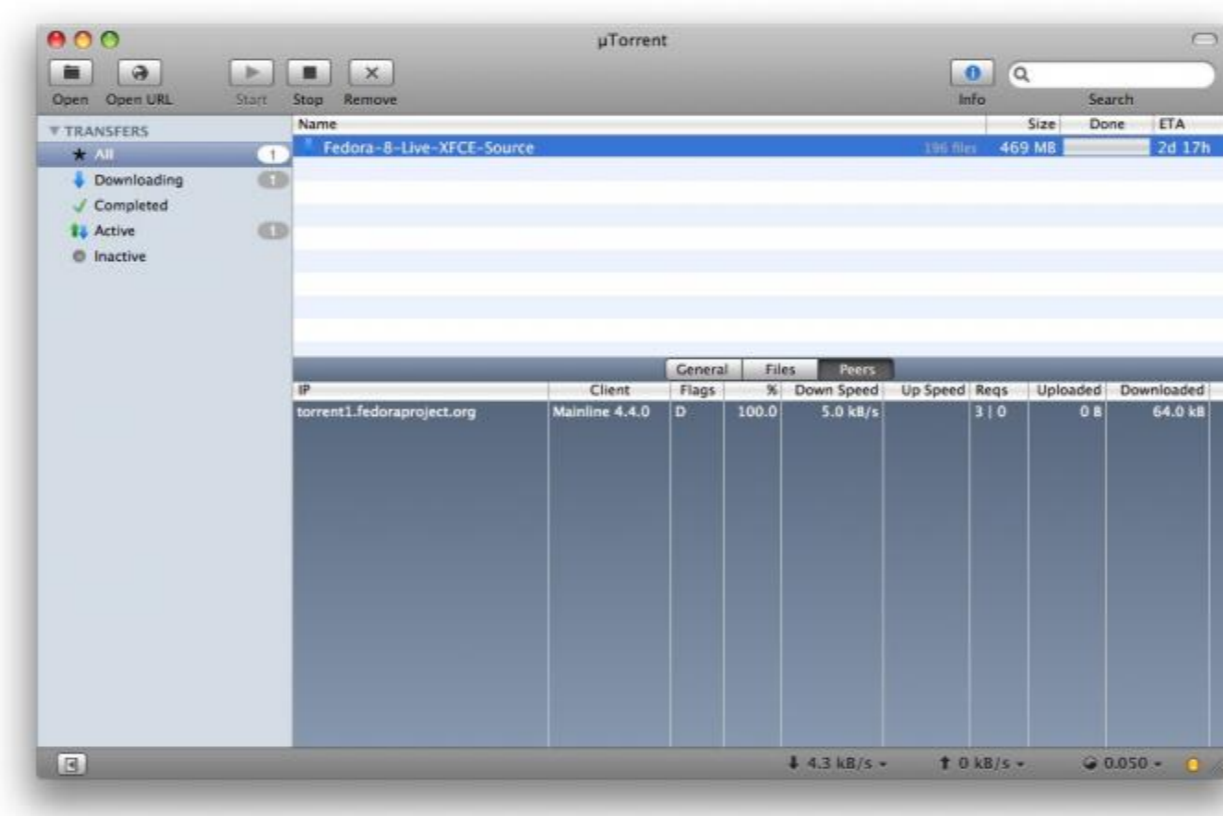 µTorrent
Open Open URL Start Stop Remove Info Search
TRANSFERS
All 1
Downloading 1
Completed
Active 1
Inactive
Name Size Done ETA
Fedora-8-Live-XFCE-Source 196 files 469 MB 2d 17h
General Files Peers
IP Client Flags % Down Speed Up Speed Reqs Uploaded Downloaded
torrent1.fedoraproject.org Mainline 4.4.0 D 100.0 5.0 kB/s 3 | 0 0 B 64.0 kB
4.3 kB/s 0 kB/s 0.050